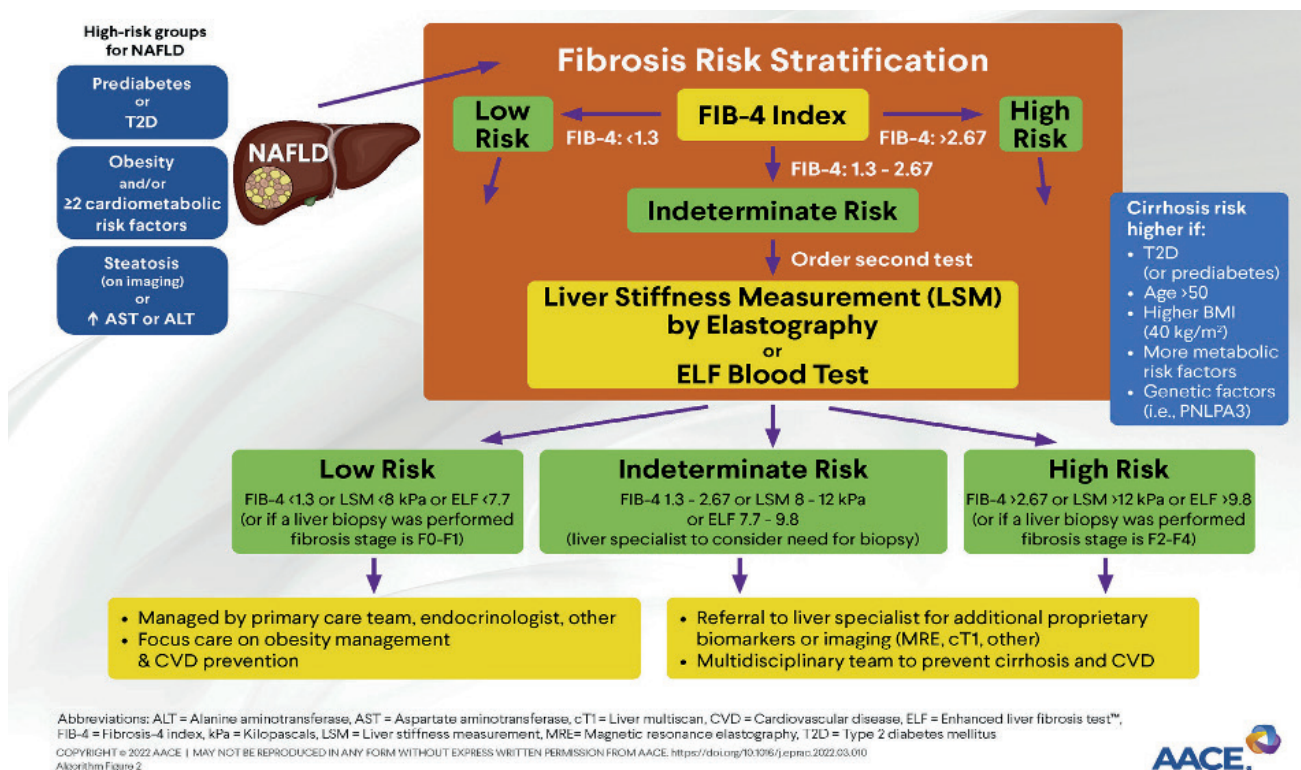 High-risk groups
for NAFLD
Prediabetes
or
T2D
Obesity
and/or
≥2 cardiometabolic
risk factors
Steatosis
(on imaging)
or
↑ AST or ALT
NAFLD
Fibrosis Risk Stratification
Low
Risk
FIB-4: <1.3
FIB-4 Index
FIB-4: >2.67
High
Risk
FIB-4: 1.3 - 2.67
Indeterminate Risk
Order second test
Liver Stiffness Measurement (LSM)
by Elastography
or
ELF Blood Test
Cirrhosis risk
higher if:
• T2D
(or prediabetes)
• Age >50
• Higher BMI
(40 kg/m²)
• More metabolic
risk factors
• Genetic factors
(i.e., PNLPA3)
Low Risk
FIB-4 <1.3 or LSM <8 kPa or ELF <7.7
(or if a liver biopsy was performed
fibrosis stage is F0-F1)
Indeterminate Risk
FIB-4 1.3 - 2.67 or LSM 8 - 12 kPa
or ELF 7.7 - 9.8
(liver specialist to consider need for biopsy)
High Risk
FIB-4 >2.67 or LSM >12 kPa or ELF >9.8
(or if a liver biopsy was performed
fibrosis stage is F2-F4)
• Managed by primary care team, endocrinologist, other
• Focus care on obesity management
& CVD prevention
• Referral to liver specialist for additional proprietary
biomarkers or imaging (MRE, cT1, other)
• Multidisciplinary team to prevent cirrhosis and CVD
Abbreviations: ALT = Alanine aminotransferase, AST = Aspartate aminotransferase, cT1 = Liver multiscan, CVD = Cardiovascular disease, ELF = Enhanced liver fibrosis test™,
FIB-4 = Fibrosis-4 index, kPa = Kilopascals, LSM = Liver stiffness measurement, MRE= Magnetic resonance elastography, T2D = Type 2 diabetes mellitus
COPYRIGHT © 2022 AACE | MAY NOT BE REPRODUCED IN ANY FORM WITHOUT EXPRESS WRITTEN PERMISSION FROM AACE. https://doi.org/10.1016/j.eprac.2022.03.010
Algorithm Figure 2
AACE.